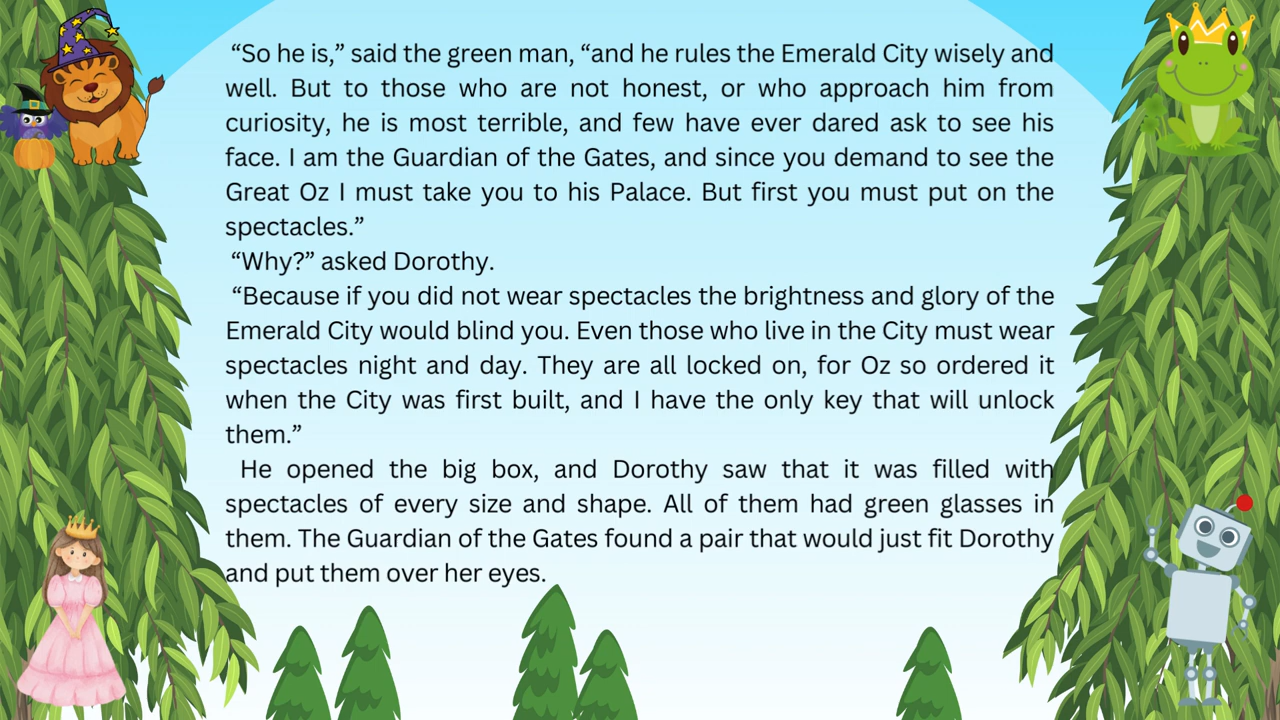 “So he is,” said the green man, “and he rules the Emerald City wisely and
well. But to those who are not honest, or who approach him from
curiosity, he is most terrible, and few have ever dared ask to see his
face. I am the Guardian of the Gates, and since you demand to see the
Great Oz I must take you to his Palace. But first you must put on the
spectacles.”
“Why?” asked Dorothy.
“Because if you did not wear spectacles the brightness and glory of the
Emerald City would blind you. Even those who live in the City must wear
spectacles night and day. They are all locked on, for Oz so ordered it
when the City was first built, and I have the only key that will unlock
them.”
He opened the big box, and Dorothy saw that it was filled with
spectacles of every size and shape. All of them had green glasses in
them. The Guardian of the Gates found a pair that would just fit Dorothy
and put them over her eyes.